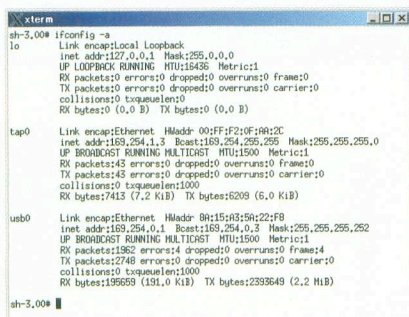 xterm
sh-3.00# ifconfig -a
lo Link encap:Local Loopback
inet addr:127.0.0.1 Mask:255.0.0.0
UP LOOPBACK RUNNING MTU:16436 Metric:1
RX packets:0 errors:0 dropped:0 overruns:0 frame:0
TX packets:0 errors:0 dropped:0 overruns:0 carrier:0
collisions:0 txqueuelen:0
RX bytes:0 (0.0 B) TX bytes:0 (0.0 B)
tap0 Link encap:Ethernet HWaddr 00:FF:F2:0F:AA:2C
inet addr:169.254.1.3 Bcast:169.254.255.255 Mask:255.255.255.0
UP BROADCAST RUNNING MULTICAST MTU:1500 Metric:1
RX packets:43 errors:0 dropped:0 overruns:0 frame:0
TX packets:43 errors:0 dropped:0 overruns:0 carrier:0
collisions:0 txqueuelen:1000
RX bytes:7413 (7.2 KiB) TX bytes:6209 (6.0 KiB)
usb0 Link encap:Ethernet HWaddr 8A:15:A3:5A:22:F8
inet addr:169.254.0.1 Bcast:169.254.0.3 Mask:255.255.255.252
UP BROADCAST RUNNING MULTICAST MTU:1500 Metric:1
RX packets:1962 errors:4 dropped:0 overruns:0 frame:4
TX packets:2748 errors:0 dropped:0 overruns:0 carrier:0
collisions:0 txqueuelen:1000
RX bytes:195659 (191.0 KiB) TX bytes:2393649 (2.2 MiB)
sh-3.00#